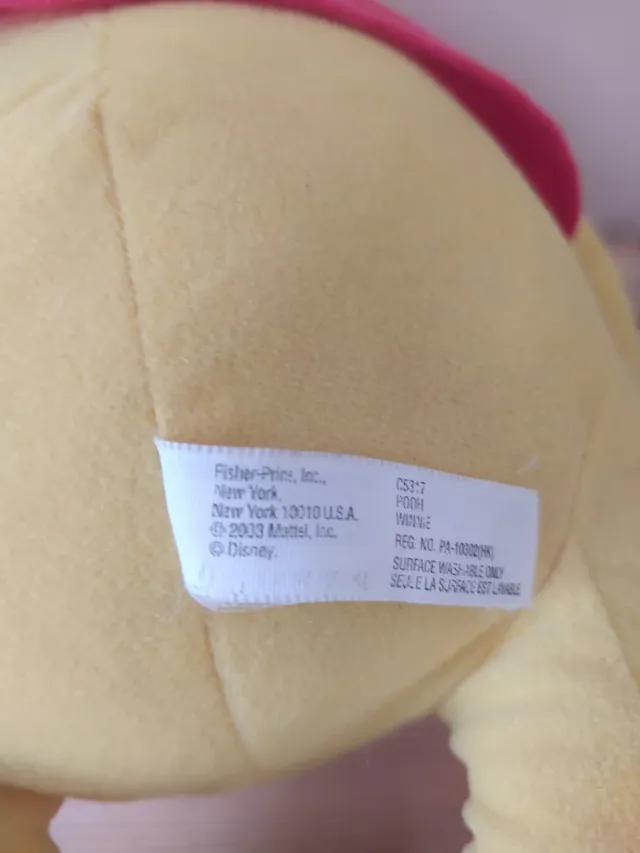 Fisher-Price, Inc.,
New York,
New York 10010 U.S.A.
© 2003 Mattel, Inc.
© Disney.
C5317
POOH
WINNIE
REG. NO. PA-10302(HK)
SURFACE WASHABLE ONLY
SEULE LA SURFACE EST LAVABLE